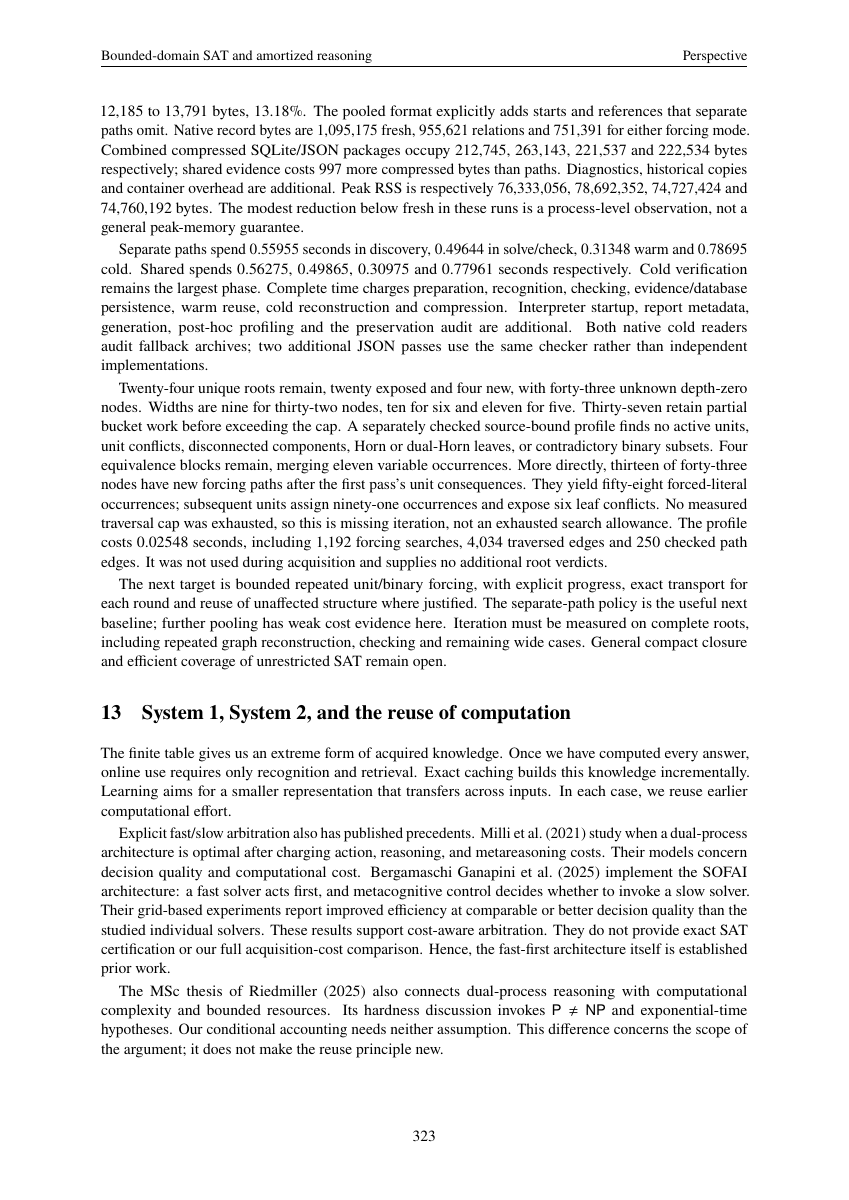 Bounded-domain SAT and amortized reasoning Perspective
12,185 to 13,791 bytes, 13.18%. The pooled format explicitly adds starts and references that separate
paths omit. Native record bytes are 1,095,175 fresh, 955,621 relations and 751,391 for either forcing mode.
Combined compressed SQLite/JSON packages occupy 212,745, 263,143, 221,537 and 222,534 bytes
respectively; shared evidence costs 997 more compressed bytes than paths. Diagnostics, historical copies
and container overhead are additional. Peak RSS is respectively 76,333,056, 78,692,352, 74,727,424 and
74,760,192 bytes. The modest reduction below fresh in these runs is a process-level observation, not a
general peak-memory guarantee.
Separate paths spend 0.55955 seconds in discovery, 0.49644 in solve/check, 0.31348 warm and 0.78695
cold. Shared spends 0.56275, 0.49865, 0.30975 and 0.77961 seconds respectively. Cold verification
remains the largest phase. Complete time charges preparation, recognition, checking, evidence/database
persistence, warm reuse, cold reconstruction and compression. Interpreter startup, report metadata,
generation, post-hoc profiling and the preservation audit are additional. Both native cold readers
audit fallback archives; two additional JSON passes use the same checker rather than independent
implementations.
Twenty-four unique roots remain, twenty exposed and four new, with forty-three unknown depth-zero
nodes. Widths are nine for thirty-two nodes, ten for six and eleven for five. Thirty-seven retain partial
bucket work before exceeding the cap. A separately checked source-bound profile finds no active units,
unit conflicts, disconnected components, Horn or dual-Horn leaves, or contradictory binary subsets. Four
equivalence blocks remain, merging eleven variable occurrences. More directly, thirteen of forty-three
nodes have new forcing paths after the first pass's unit consequences. They yield fifty-eight forced-literal
occurrences; subsequent units assign ninety-one occurrences and expose six leaf conflicts. No measured
traversal cap was exhausted, so this is missing iteration, not an exhausted search allowance. The profile
costs 0.02548 seconds, including 1,192 forcing searches, 4,034 traversed edges and 250 checked path
edges. It was not used during acquisition and supplies no additional root verdicts.
The next target is bounded repeated unit/binary forcing, with explicit progress, exact transport for
each round and reuse of unaffected structure where justified. The separate-path policy is the useful next
baseline; further pooling has weak cost evidence here. Iteration must be measured on complete roots,
including repeated graph reconstruction, checking and remaining wide cases. General compact closure
and efficient coverage of unrestricted SAT remain open.
13 System 1, System 2, and the reuse of computation
The finite table gives us an extreme form of acquired knowledge. Once we have computed every answer,
online use requires only recognition and retrieval. Exact caching builds this knowledge incrementally.
Learning aims for a smaller representation that transfers across inputs. In each case, we reuse earlier
computational effort.
Explicit fast/slow arbitration also has published precedents. Milli et al. (2021) study when a dual-process
architecture is optimal after charging action, reasoning, and metareasoning costs. Their models concern
decision quality and computational cost. Bergamaschi Ganapini et al. (2025) implement the SOFAI
architecture: a fast solver acts first, and metacognitive control decides whether to invoke a slow solver.
Their grid-based experiments report improved efficiency at comparable or better decision quality than the
studied individual solvers. These results support cost-aware arbitration. They do not provide exact SAT
certification or our full acquisition-cost comparison. Hence, the fast-first architecture itself is established
prior work.
The MSc thesis of Riedmiller (2025) also connects dual-process reasoning with computational
complexity and bounded resources. Its hardness discussion invokes P ≠ NP and exponential-time
hypotheses. Our conditional accounting needs neither assumption. This difference concerns the scope of
the argument; it does not make the reuse principle new.
323